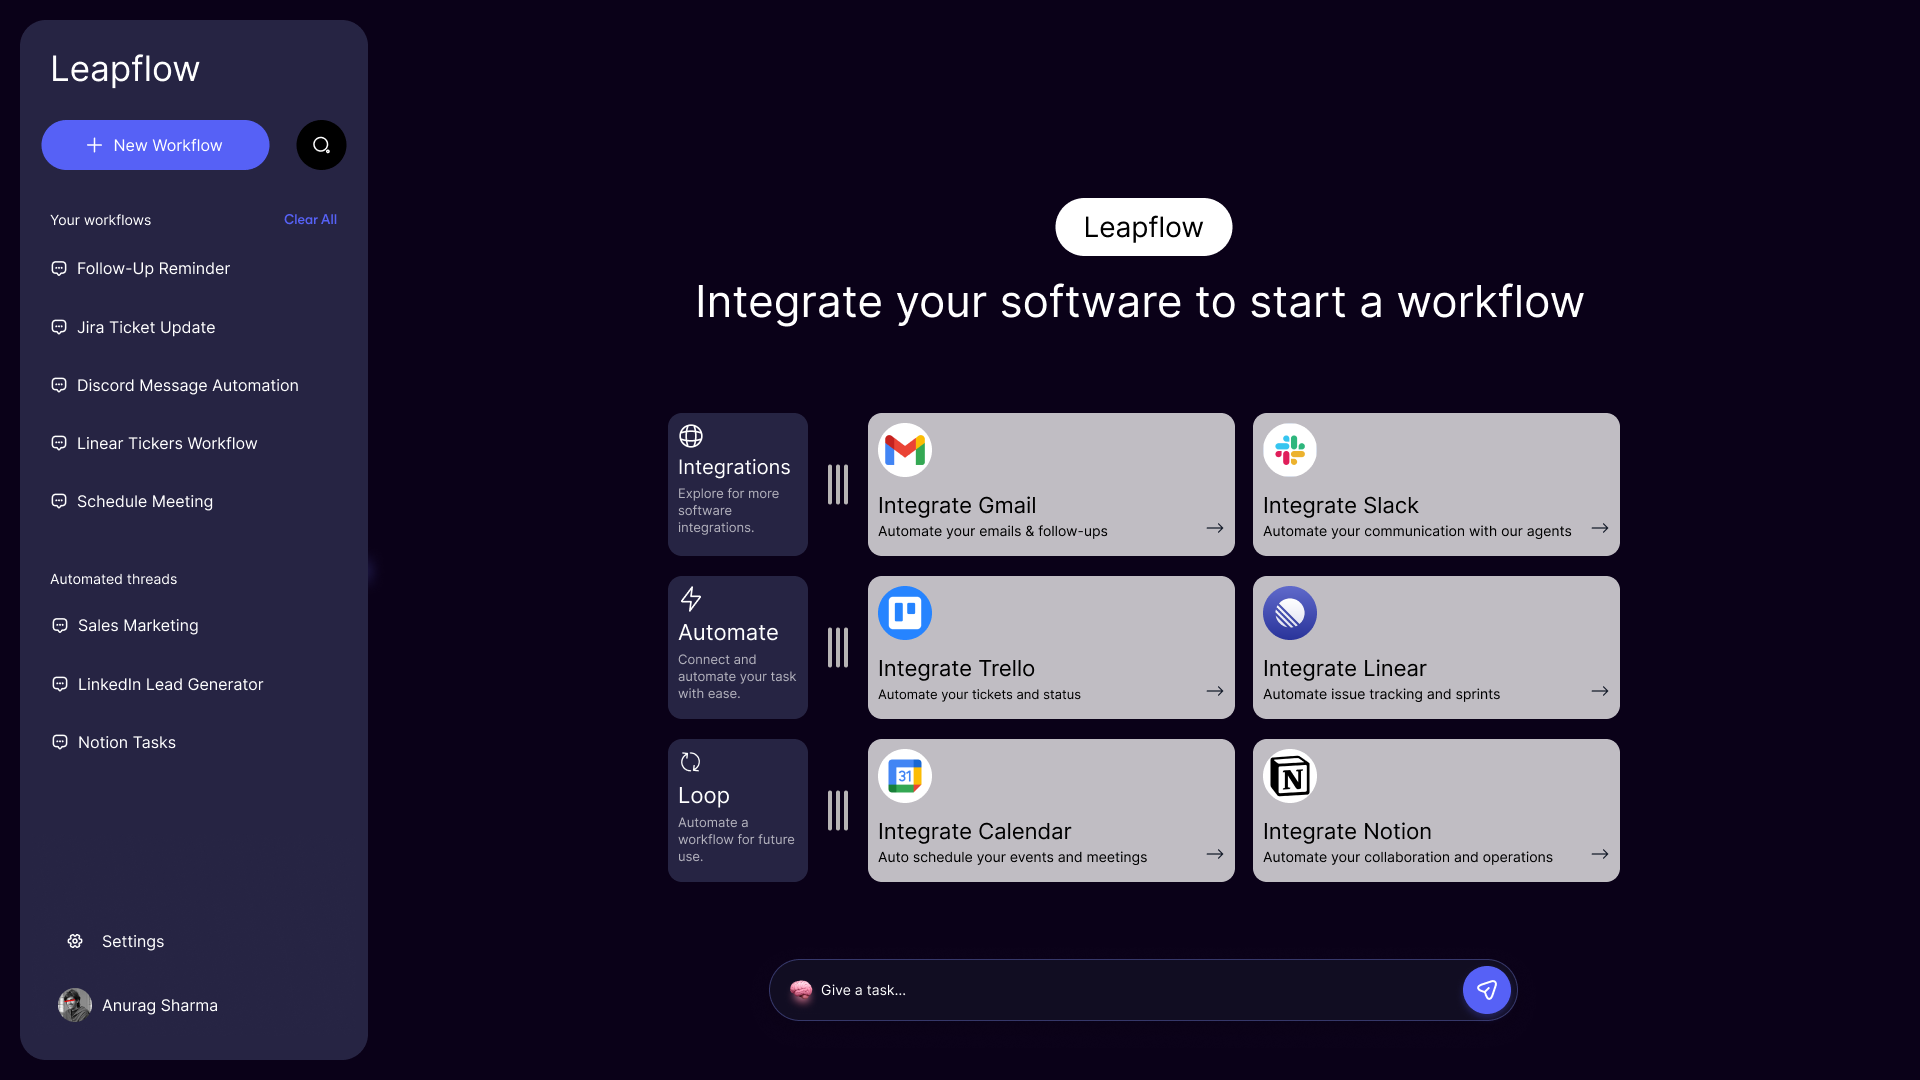 Leapflow
New Workflow
Your workflows
Clear All
Follow-Up Reminder
Jira Ticket Update
Discord Message Automation
Linear Tickers Workflow
Schedule Meeting
Automated threads
Sales Marketing
LinkedIn Lead Generator
Notion Tasks
Settings
Anurag Sharma
Leapflow
Integrate your software to start a workflow
Integrations
Explore for more
software
integrations.
Integrate Gmail
Automate your emails & follow-ups
Integrate Slack
Automate your communication with our agents
Automate
Connect and
automate your task
with ease.
Integrate Trello
Automate your tickets and status
Integrate Linear
Automate issue tracking and sprints
Loop
Automate a
workflow for future
use.
31
Integrate Calendar
Auto schedule your events and meetings
N
Integrate Notion
Automate your collaboration and operations
Give a task...